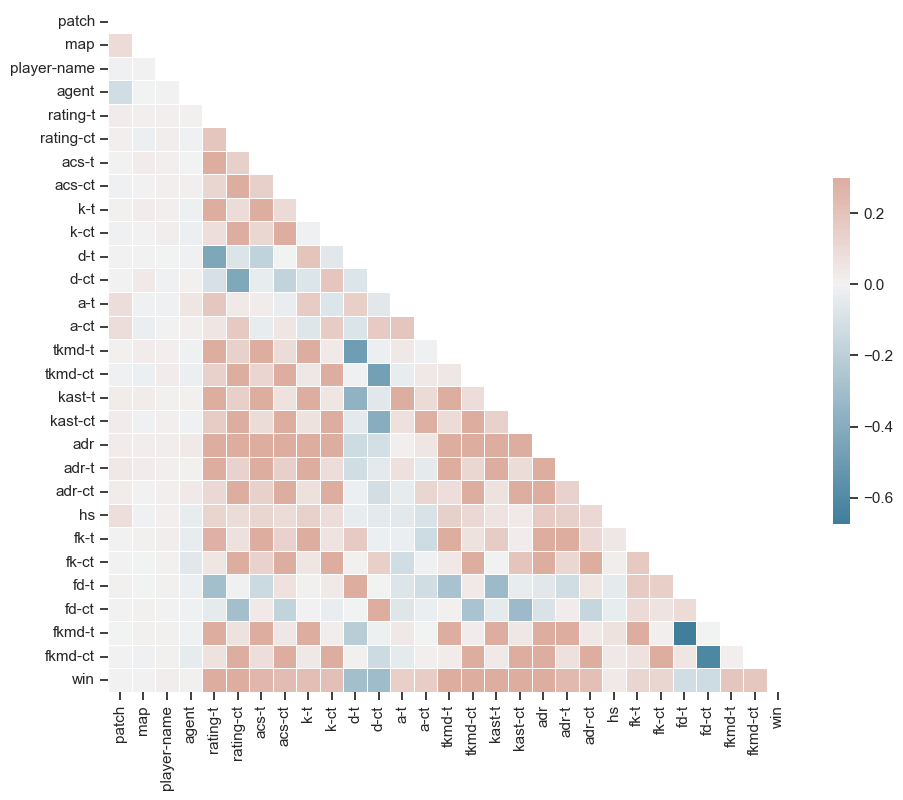 patch
map
player-name
agent
rating-t
rating-ct
acs-t
acs-ct
k-t
k-ct
d-t
d-ct
a-t
a-ct
tkmd-t
tkmd-ct
kast-t
kast-ct
adr
adr-t
adr-ct
hs
fk-t
fk-ct
fd-t
fd-ct
fkmd-t
fkmd-ct
win
patch
map
player-name
agent
rating-t
rating-ct
acs-t
acs-ct
k-t
k-ct
d-t
d-ct
a-t
a-ct
tkmd-t
tkmd-ct
kast-t
kast-ct
adr
adr-t
adr-ct
hs
fk-t
fk-ct
fd-t
fd-ct
fkmd-t
fkmd-ct
win
0.2
0.0
−0.2
−0.4
−0.6